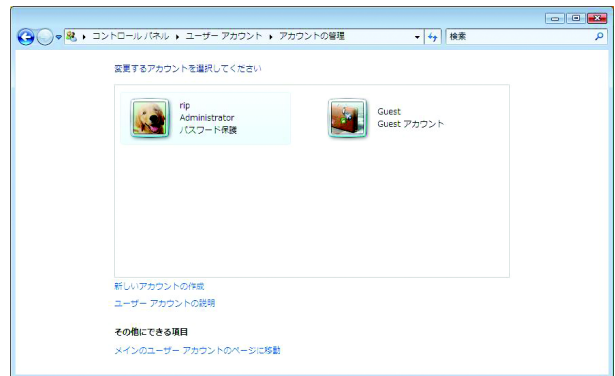 コントロール パネル ▸ ユーザー アカウント ▸ アカウントの管理
検索
変更するアカウントを選択してください
rip
Administrator
パスワード保護
Guest
Guest アカウント
新しいアカウントの作成
ユーザー アカウントの説明
その他にできる項目
メインのユーザー アカウントのページに移動